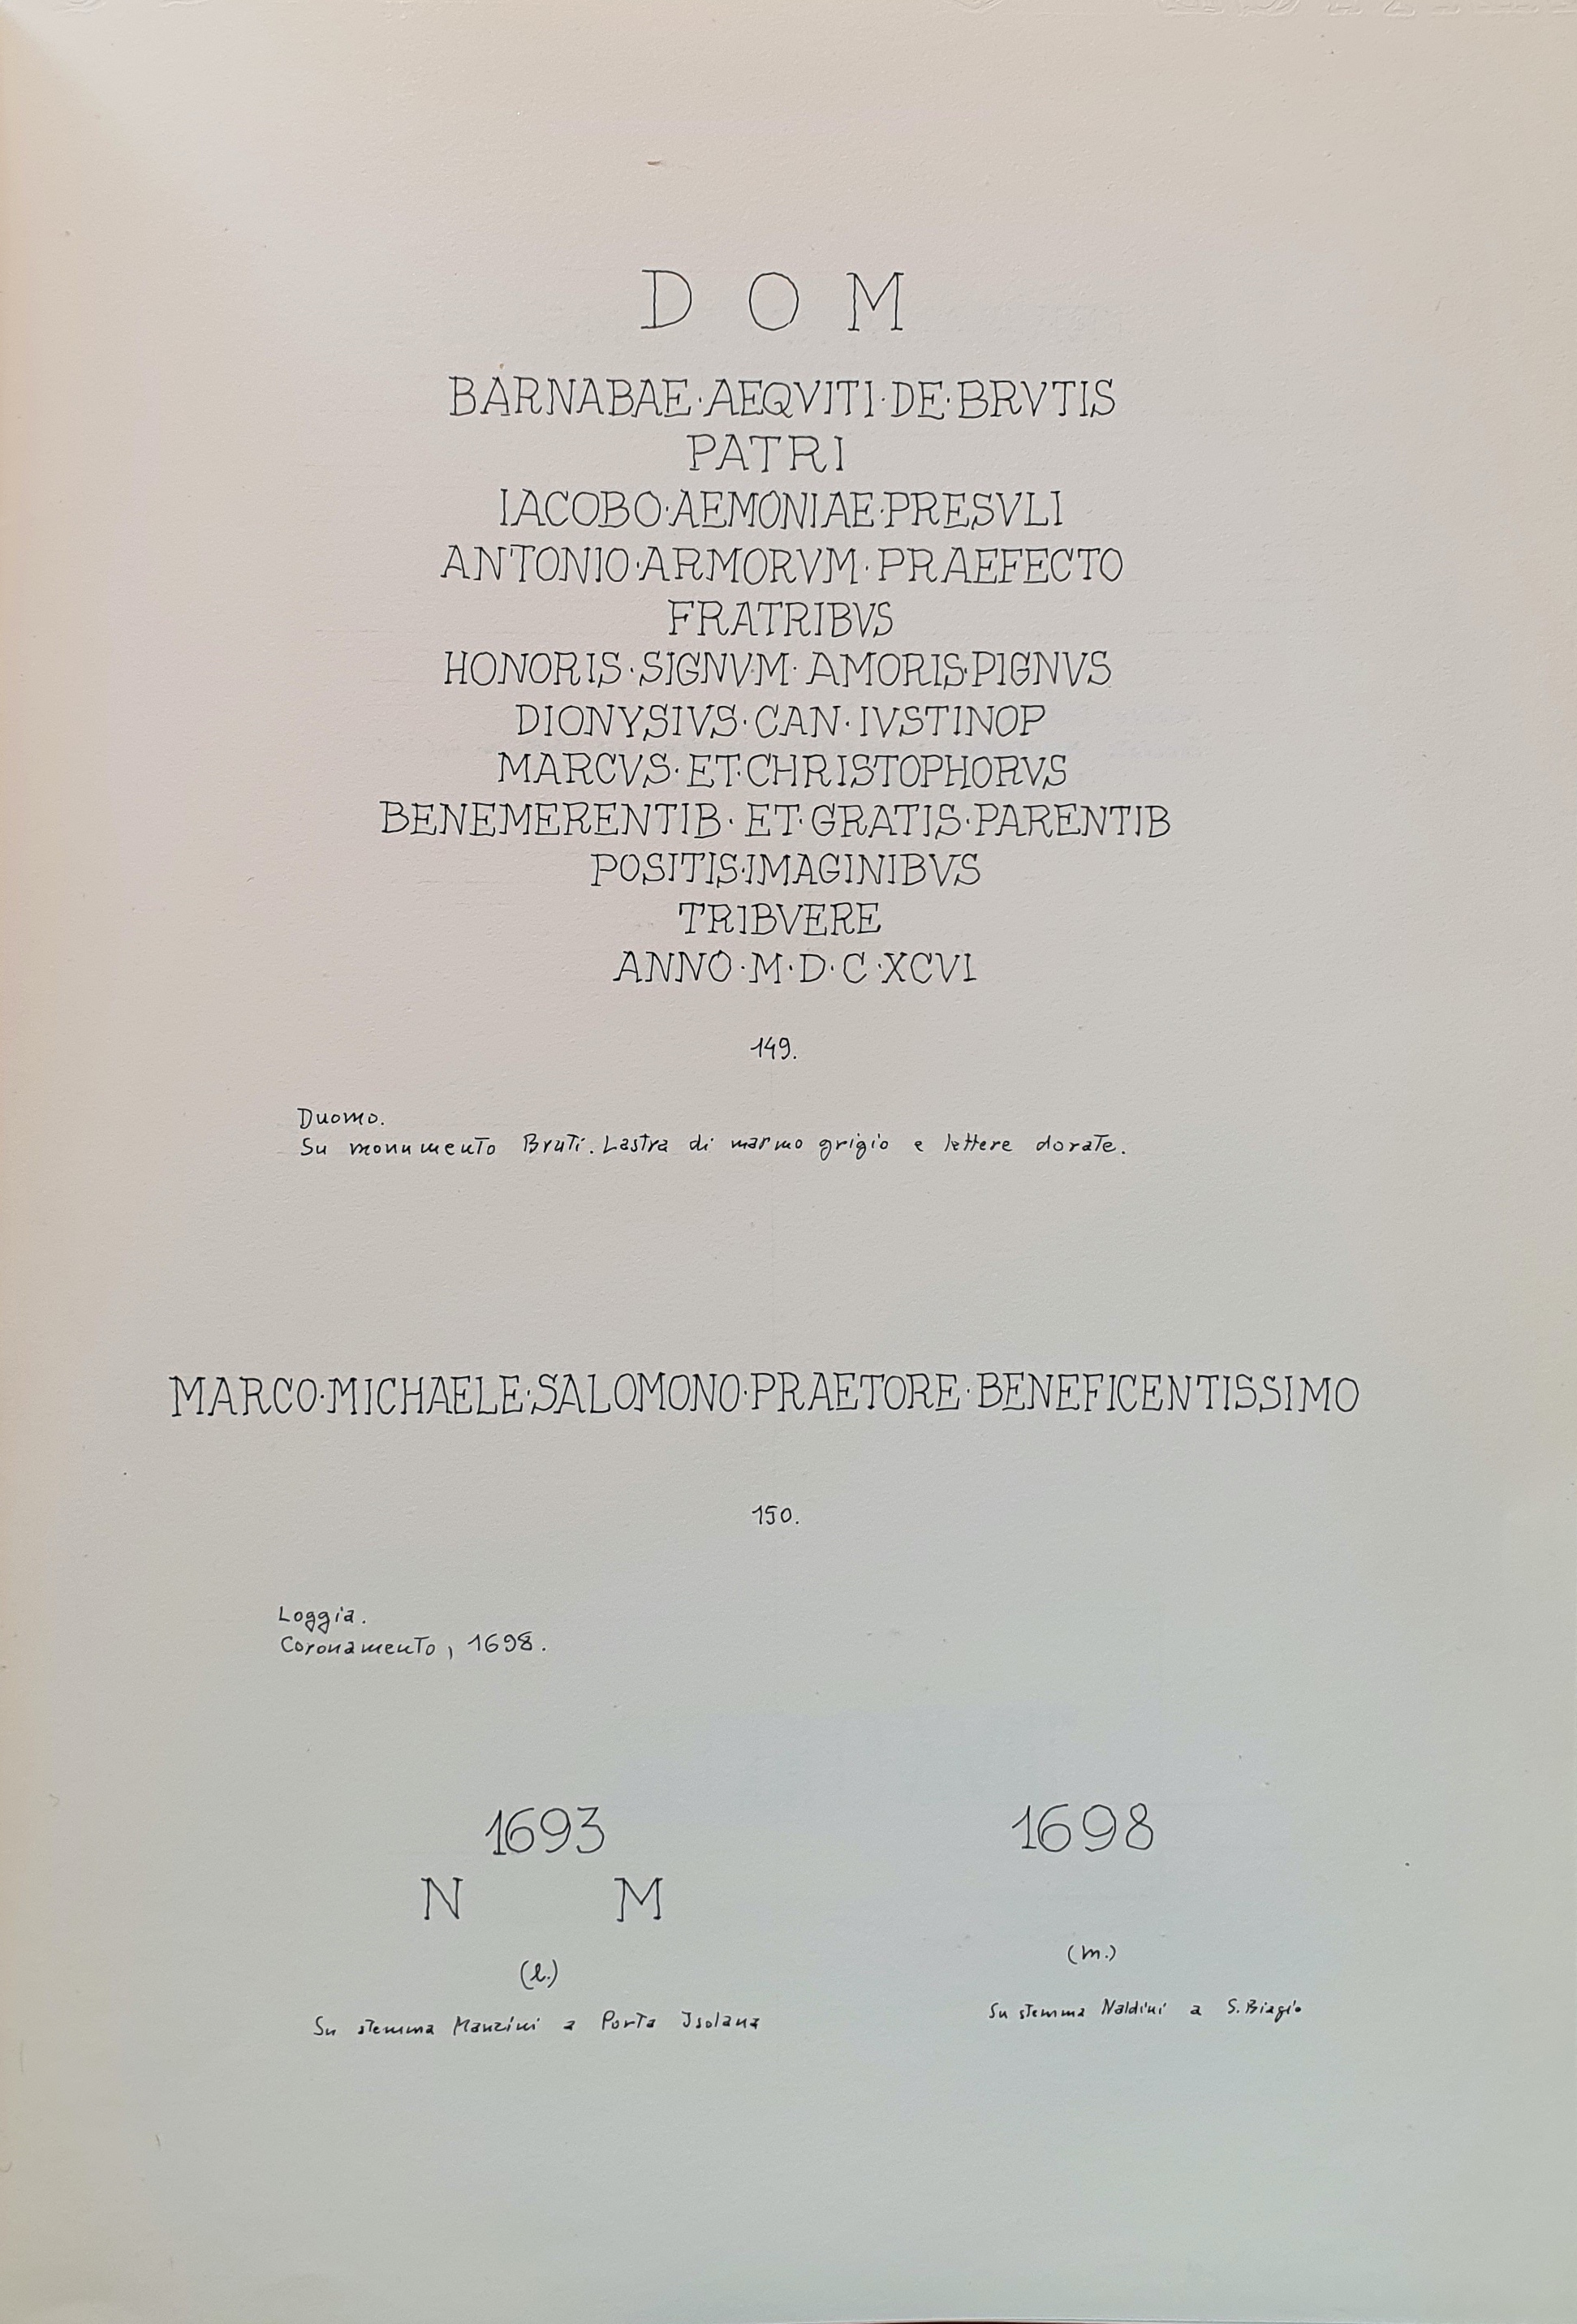 D O M
BARNABAE·AEQVITI·DE·BRVTIS
PATRI
IACOBO·AEMONIAE·PRESVLI
ANTONIO·ARMORVM·PRAEFECTO
FRATRIBVS
HONORIS·SIGNVM·AMORIS·PIGNVS
DIONYSIVS·CAN·IVSTINOP
MARCVS·ET·CHRISTOPHORVS
BENEMERENTIB·ET·GRATIS·PARENTIB
POSITIS·IMAGINIBVS
TRIBVERE
ANNO·M·D·C·XCVI
149.
Duomo.
Su monumento Bruti. Lastra di marmo grigio e lettere dorate.
MARCO·MICHAELE·SALOMONO·PRAETORE·BENEFICENTISSIMO
150.
Loggia.
Coronamento, 1698.
1693
N M
(l.)
Su stemma Manzini a Porta Isolana
1698
(m.)
Su stemma Naldini a S. Biagio